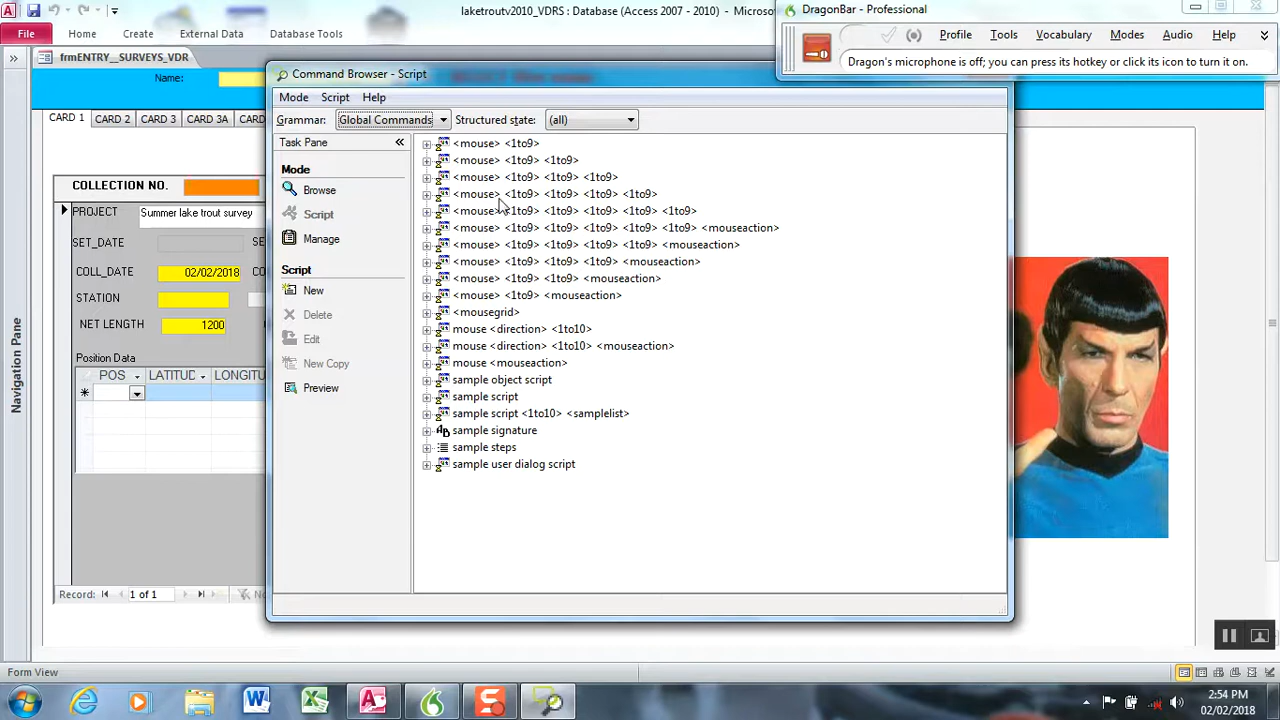 laketroutv2010_VDRS : Database (Access 2007 - 2010) - Micros
DragonBar - Professional
File Home Create External Data Database Tools
Profile Tools Vocabulary Modes Audio Help
Dragon's microphone is off; you can press its hotkey or click its icon to turn it on.
frmENTRY__SURVEYS_VDR
Name:
Command Browser - Script
Mode Script Help
CARD 1 CARD 2 CARD 3 CARD 3A CAR
Grammar: Global Commands Structured state: (all)
Task Pane
Mode
Browse
Script
Manage
Script
New
Delete
Edit
New Copy
Preview
<mouse> <1to9>
<mouse> <1to9> <1to9>
<mouse> <1to9> <1to9> <1to9>
<mouse> <1to9> <1to9> <1to9> <1to9>
<mouse> <1to9> <1to9> <1to9> <1to9> <1to9>
<mouse> <1to9> <1to9> <1to9> <1to9> <1to9> <mouseaction>
<mouse> <1to9> <1to9> <1to9> <1to9> <mouseaction>
<mouse> <1to9> <1to9> <1to9> <mouseaction>
<mouse> <1to9> <1to9> <mouseaction>
<mouse> <1to9> <mouseaction>
<mousegrid>
mouse <direction> <1to10>
mouse <direction> <1to10> <mouseaction>
mouse <mouseaction>
sample object script
sample script
sample script <1to10> <samplelist>
sample signature
sample steps
sample user dialog script
COLLECTION NO.
PROJECT Summer lake trout survey
SET_DATE SE
COLL_DATE 02/02/2018 CO
STATION
NET LENGTH 1200
Position Data
POS LATITUD LONGITU
Navigation Pane
Record: 1 of 1 No
Form View
2:54 PM
02/02/2018